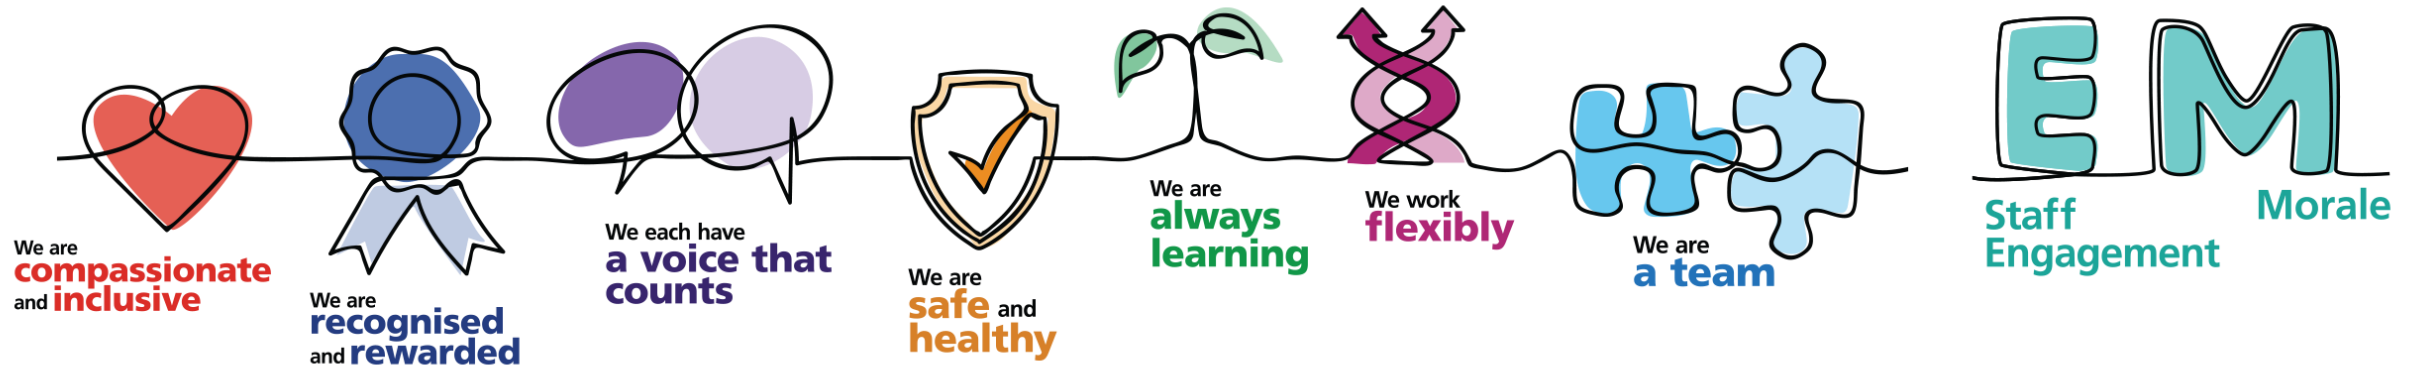 We are
compassionate
and inclusive
We are
recognised
and rewarded
We each have
a voice that
counts
We are
safe and
healthy
We are
always
learning
We work
flexibly
We are
a team
E M
Staff
Engagement
Morale